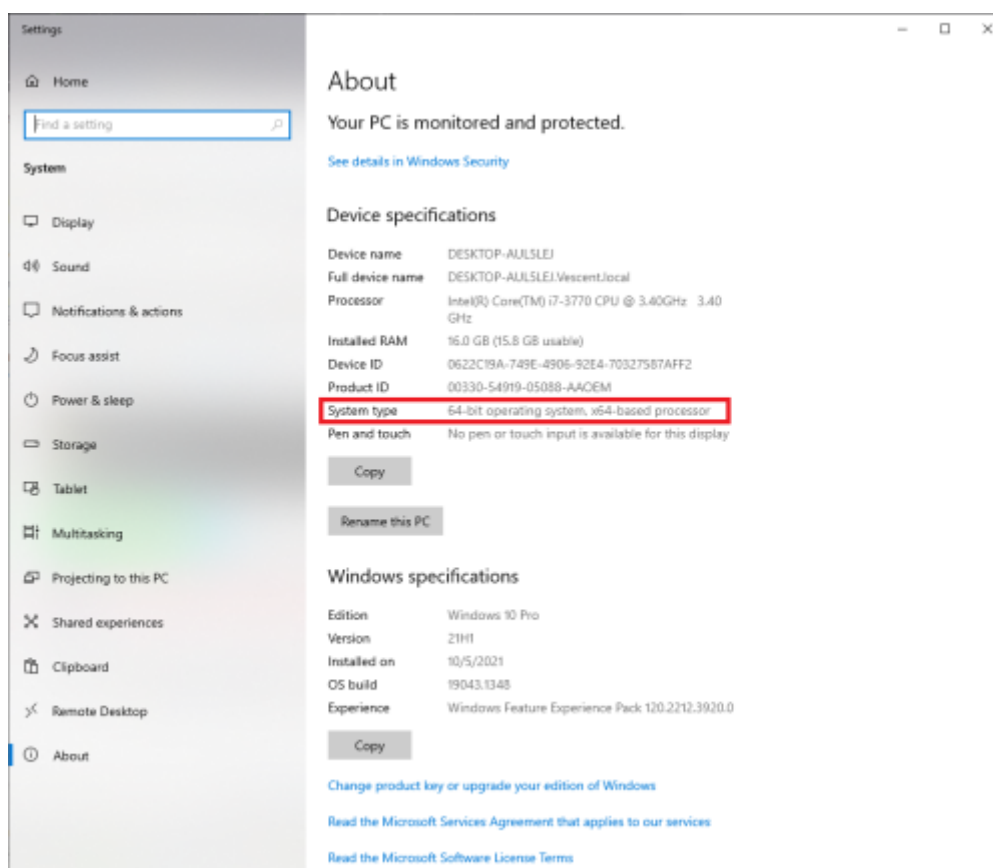 Settings
Home
Find a setting
System
Display
Sound
Notifications & actions
Focus assist
Power & sleep
Storage
Tablet
Multitasking
Projecting to this PC
Shared experiences
Clipboard
Remote Desktop
About
About
Your PC is monitored and protected.
See details in Windows Security
Device specifications
Device name DESKTOP-AUL5LEJ
Full device name DESKTOP-AUL5LEJ.Vescent.local
Processor Intel(R) Core(TM) i7-3770 CPU @ 3.40GHz 3.40
GHz
Installed RAM 16.0 GB (15.8 GB usable)
Device ID 0622C19A-749E-4906-92E4-70327587AFF2
Product ID 00330-54919-05088-AAOEM
System type 64-bit operating system, x64-based processor
Pen and touch No pen or touch input is available for this display
Copy
Rename this PC
Windows specifications
Edition Windows 10 Pro
Version 21H1
Installed on 10/5/2021
OS build 19043.1348
Experience Windows Feature Experience Pack 120.2212.3920.0
Copy
Change product key or upgrade your edition of Windows
Read the Microsoft Services Agreement that applies to our services
Read the Microsoft Software License Terms